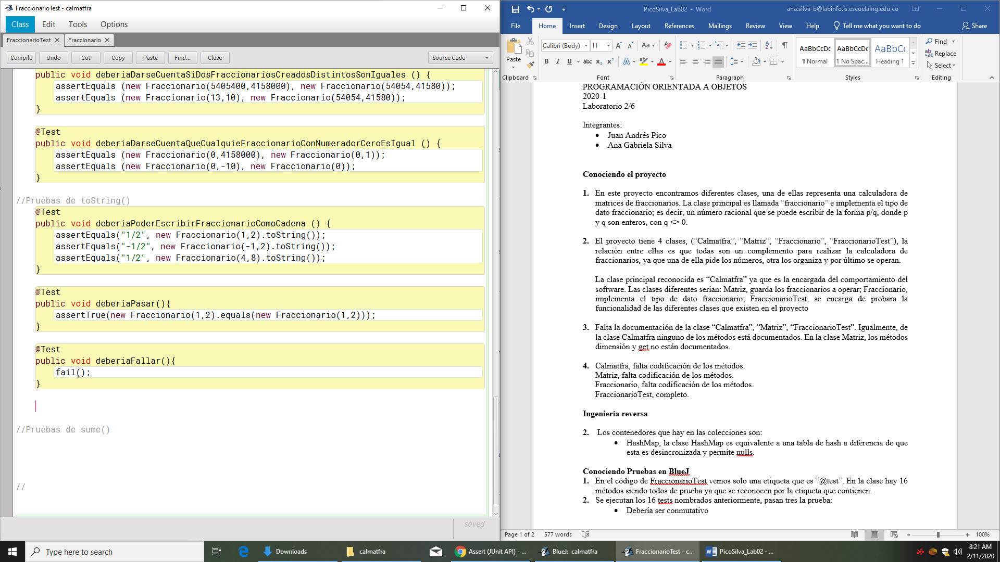 FraccionarioTest - calmatfra
Class Edit Tools Options
FraccionarioTest Fraccionario
Compile Undo Cut Copy Paste Find... Close Source Code
public void deberiaDarseCuentaSiDosFraccionariosCreadosDistintosSonIguales () {
assertEquals (new Fraccionario(5405400,4158000), new Fraccionario(54054,41580));
assertEquals (new Fraccionario(13,10), new Fraccionario(54054,41580));
}
@Test
public void deberiaDarseCuentaQueCualquieFraccionarioConNumeradorCeroEsIgual () {
assertEquals (new Fraccionario(0,4158000), new Fraccionario(0,1));
assertEquals (new Fraccionario(0,-10), new Fraccionario(0));
}
//Pruebas de toString()
@Test
public void deberiaPoderEscribirFraccionarioComoCadena () {
assertEquals("1/2", new Fraccionario(1,2).toString());
assertEquals("-1/2", new Fraccionario(-1,2).toString());
assertEquals("1/2", new Fraccionario(4,8).toString());
}
@Test
public void deberiaPasar(){
assertTrue(new Fraccionario(1,2).equals(new Fraccionario(1,2)));
}
@Test
public void deberiaFallar(){
fail();
}
//Pruebas de sume()
//
saved
PicoSilva_Lab02 - Word
ana.silva-b@labinfo.is.escuelaing.edu.co
File Home Insert Design Layout References Mailings Review View Help Tell me what you want to do Share
Paste
Clipboard
Calibri (Body) 11
Font
Paragraph
AaBbCcDc AaBbCcDc AaBbCc
¶ Normal ¶ No Spac... Heading 1
Styles
Find
Replace
Select
Editing
PROGRAMACIÓN ORIENTADA A OBJETOS
2020-1
Laboratorio 2/6
Integrantes:
• Juan Andrés Pico
• Ana Gabriela Silva
Conociendo el proyecto
1. En este proyecto encontramos diferentes clases, una de ellas representa una calculadora de
matrices de fraccionarios. La clase principal es llamada “fraccionario” e implementa el tipo de
dato fraccionario; es decir, un número racional que se puede escribir de la forma p/q, donde p
y q son enteros, con q <> 0.
2. El proyecto tiene 4 clases, (“Calmatfra”, “Matriz”, “Fraccionario”, “FraccionarioTest”), la
relación entre ellas es que todas son un complemento para realizar la calculadora de
fraccionarios, ya que una de ella pide los números, otra los organiza y por último se operan.
La clase principal reconocida es “Calmatfra” ya que es la encargada del comportamiento del
software. Las clases diferentes serian: Matriz, guarda los fraccionarios a operar; Fraccionario,
implementa el tipo de dato fraccionario; FraccionarioTest, se encarga de probara la
funcionalidad de las diferentes clases que existen en el proyecto
3. Falta la documentación de la clase “Calmatfra”, “Matriz”, “FraccionarioTest”. Igualmente, de
la clase Calmatfra ninguno de los métodos está documentados. En la clase Matriz, los métodos
dimensión y get no están documentados.
4. Calmatfra, falta codificación de los métodos.
Matriz, falta codificación de los métodos.
Fraccionario, falta codificación de los métodos.
FraccionarioTest, completo.
Ingeniería reversa
2. Los contenedores que hay en las colecciones son:
• HashMap, la clase HashMap es equivalente a una tabla de hash a diferencia de que
esta es desincronizada y permite nulls.
Conociendo Pruebas en BlueJ
1. En el código de FraccionarioTest vemos solo una etiqueta que es “@test”. En la clase hay 16
métodos siendo todos de prueba ya que se reconocen por la etiqueta que contienen.
2. Se ejecutan los 16 tests nombrados anteriormente, pasan tres la prueba:
• Debería ser conmutativo
Page 1 of 2 577 words 100%
Type here to search Downloads calmatfra Assert (JUnit API) - ... BlueJ: calmatfra FraccionarioTest - c... PicoSilva_Lab02 - ...
8:21 AM
2/11/2020